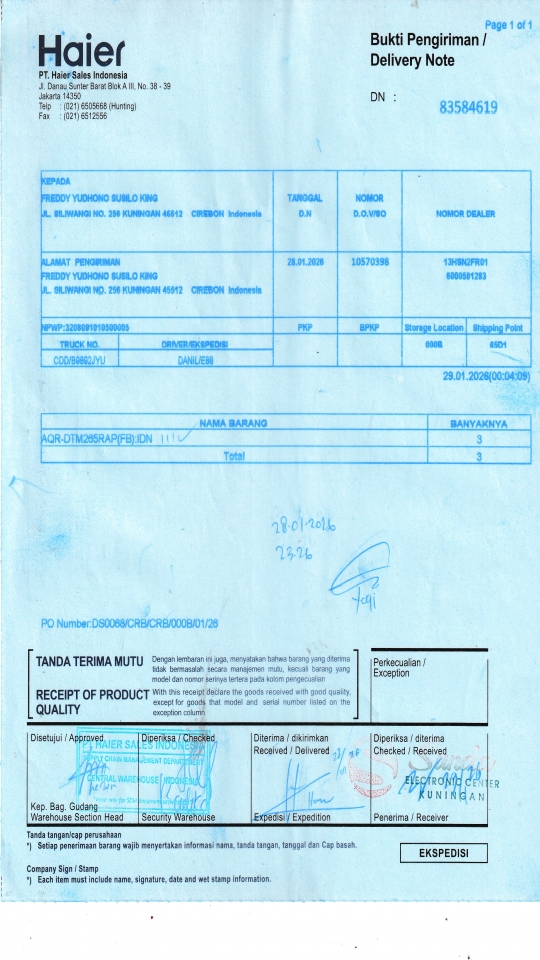 Page 1 of 1
Haier
Bukti Pengiriman /
Delivery Note
PT. Haier Sales Indonesia
Jl. Danau Sunter Barat Blok A III, No. 38 - 39
Jakarta 14350
Telp : (021) 6505668 (Hunting)
Fax : (021) 6512556
DN :
83584619
KEPADA
FREDDY YUDHONO SUSILO KING
JL. SILIWANGI NO. 256 KUNINGAN 45512 CIREBON Indonesia
TANGGAL
D.N
NOMOR
D.O.V/SO
NOMOR DEALER
ALAMAT PENGIRIMAN
FREDDY YUDHONO SUSILO KING
JL. SILIWANGI NO. 256 KUNINGAN 45512 CIREBON Indonesia
28.01.2026
10570398
13HSN2FR01
NPWP:
PKP
BPKP
Storage Location
Shipping Point
TRUCK NO.
DRIVER/EKSPEDISI
000B
65D1
29.01.2026(00:04:09)
NAMA BARANG
BANYAKNYA
AQR-DTM265RAP(FB):IDN
3
Total
3
28-01-2026
23.26
Yogi
PO Number:DS0068/CRB/CRB/000B/01/26
TANDA TERIMA MUTU
Dengan lembaran ini juga, menyatakan bahwa barang yang diterima
tidak bermasalah secara manajemen mutu, kecuali barang yang
model dan nomor serinya tertera pada kolom pengecualian
RECEIPT OF PRODUCT
QUALITY
With this receipt declare the goods received with good quality,
except for goods that model and serial number listed on the
exception column
Perkecualian /
Exception
Disetujui / Approved
Diperiksa / Checked
Diterima / dikirimkan
Received / Delivered
Diperiksa / diterima
Checked / Received
PT HAIER SALES INDONESIA
SUPPLY CHAIN MANAGEMENT DEPARTMENT
CENTRAL WAREHOUSE INDONESIA
ELECTRONIC CENTER
KUNINGAN
Kep. Bag. Gudang
Warehouse Section Head
Security Warehouse
Expedisi / Expedition
Penerima / Receiver
Tanda tangan/cap perusahaan
*) Setiap penerimaan barang wajib menyertakan informasi nama, tanda tangan, tanggal dan Cap basah.
EKSPEDISI
Company Sign / Stamp
*) Each item must include name, signature, date and wet stamp information.